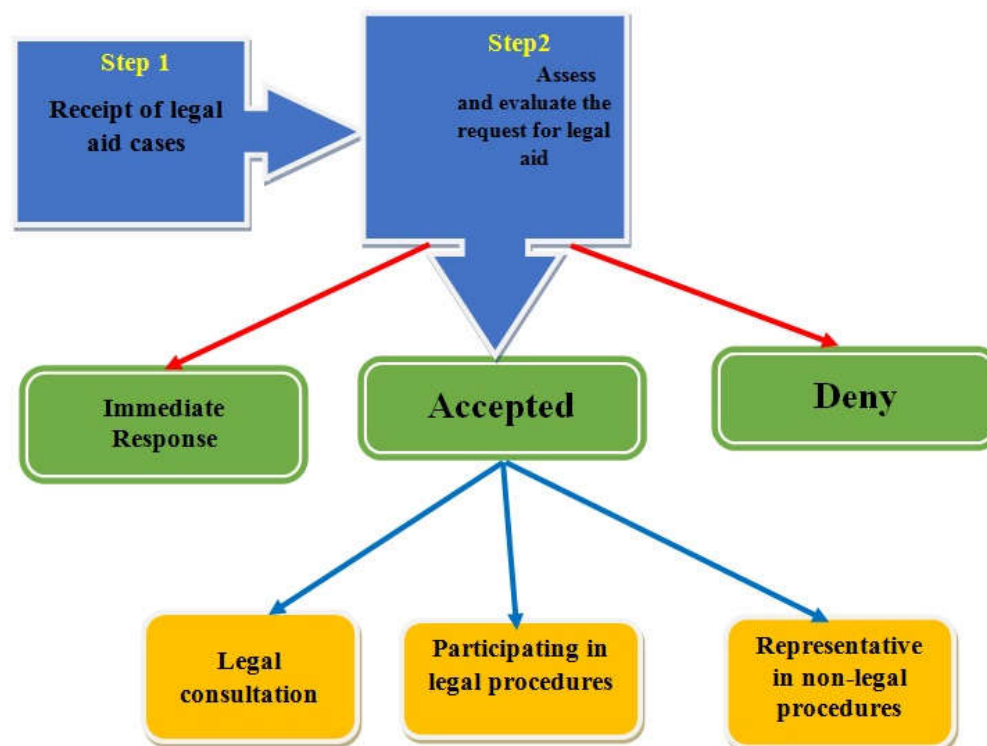 Step 1
Receipt of legal
aid cases
Step2
Assess
and evaluate the
request for legal
aid
Immediate
Response
Accepted
Deny
Legal
consultation
Participating in
legal procedures
Representative
in non-legal
procedures